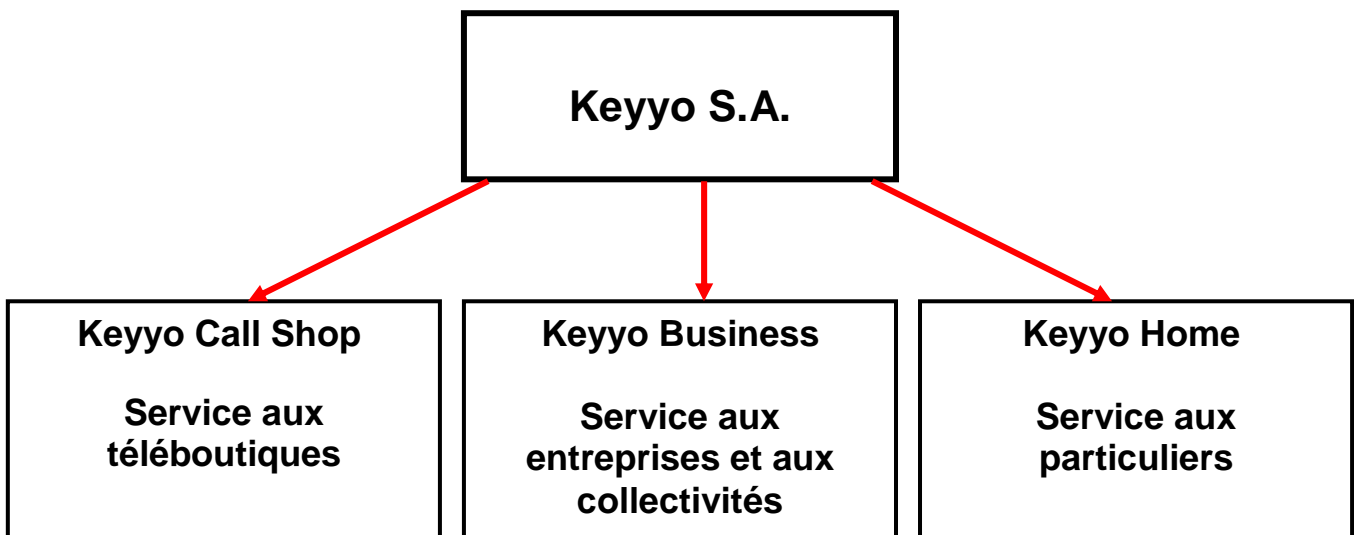 Keyyo S.A.
Keyyo Call Shop
Service aux
téléboutiques
Keyyo Business
Service aux
entreprises et aux
collectivités
Keyyo Home
Service aux
particuliers